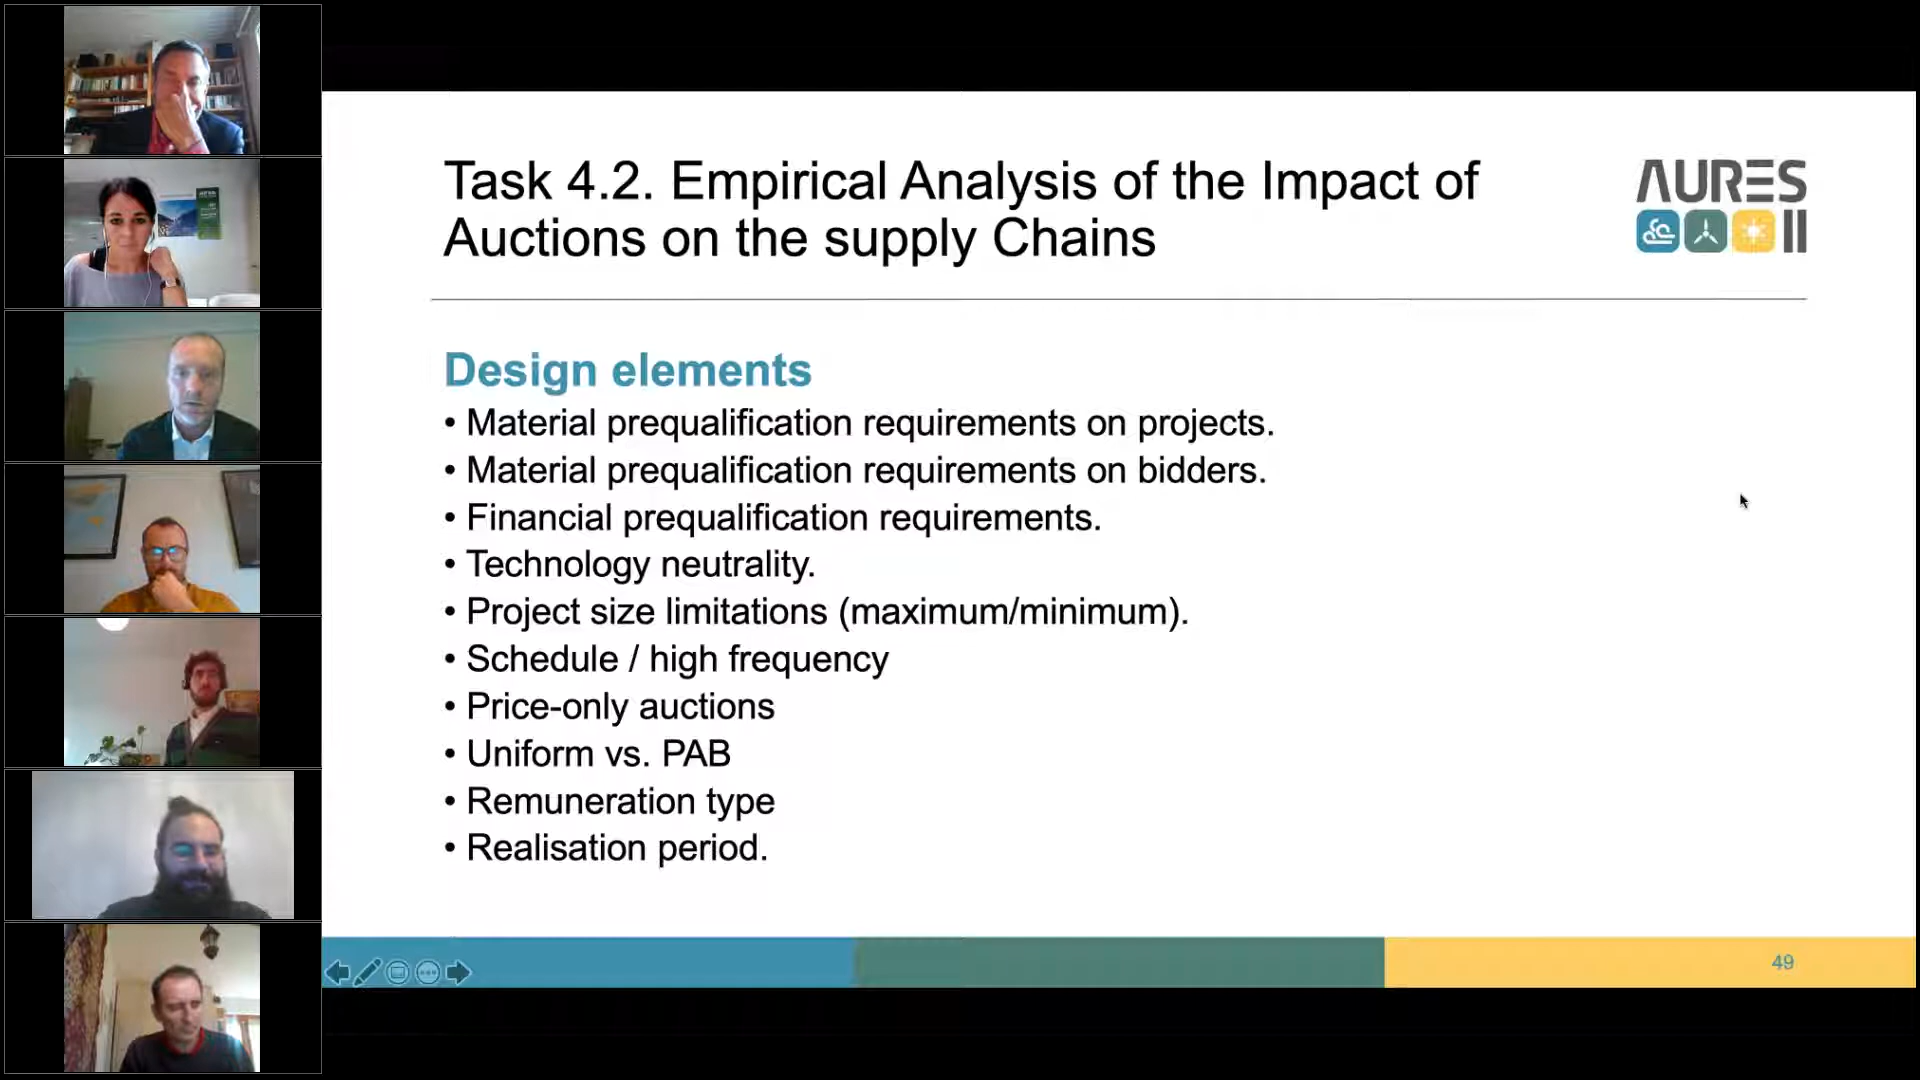 Task 4.2. Empirical Analysis of the Impact of
Auctions on the supply Chains
AURES
II
Design elements
• Material prequalification requirements on projects.
• Material prequalification requirements on bidders.
• Financial prequalification requirements.
• Technology neutrality.
• Project size limitations (maximum/minimum).
• Schedule / high frequency
• Price-only auctions
• Uniform vs. PAB
• Remuneration type
• Realisation period.
49